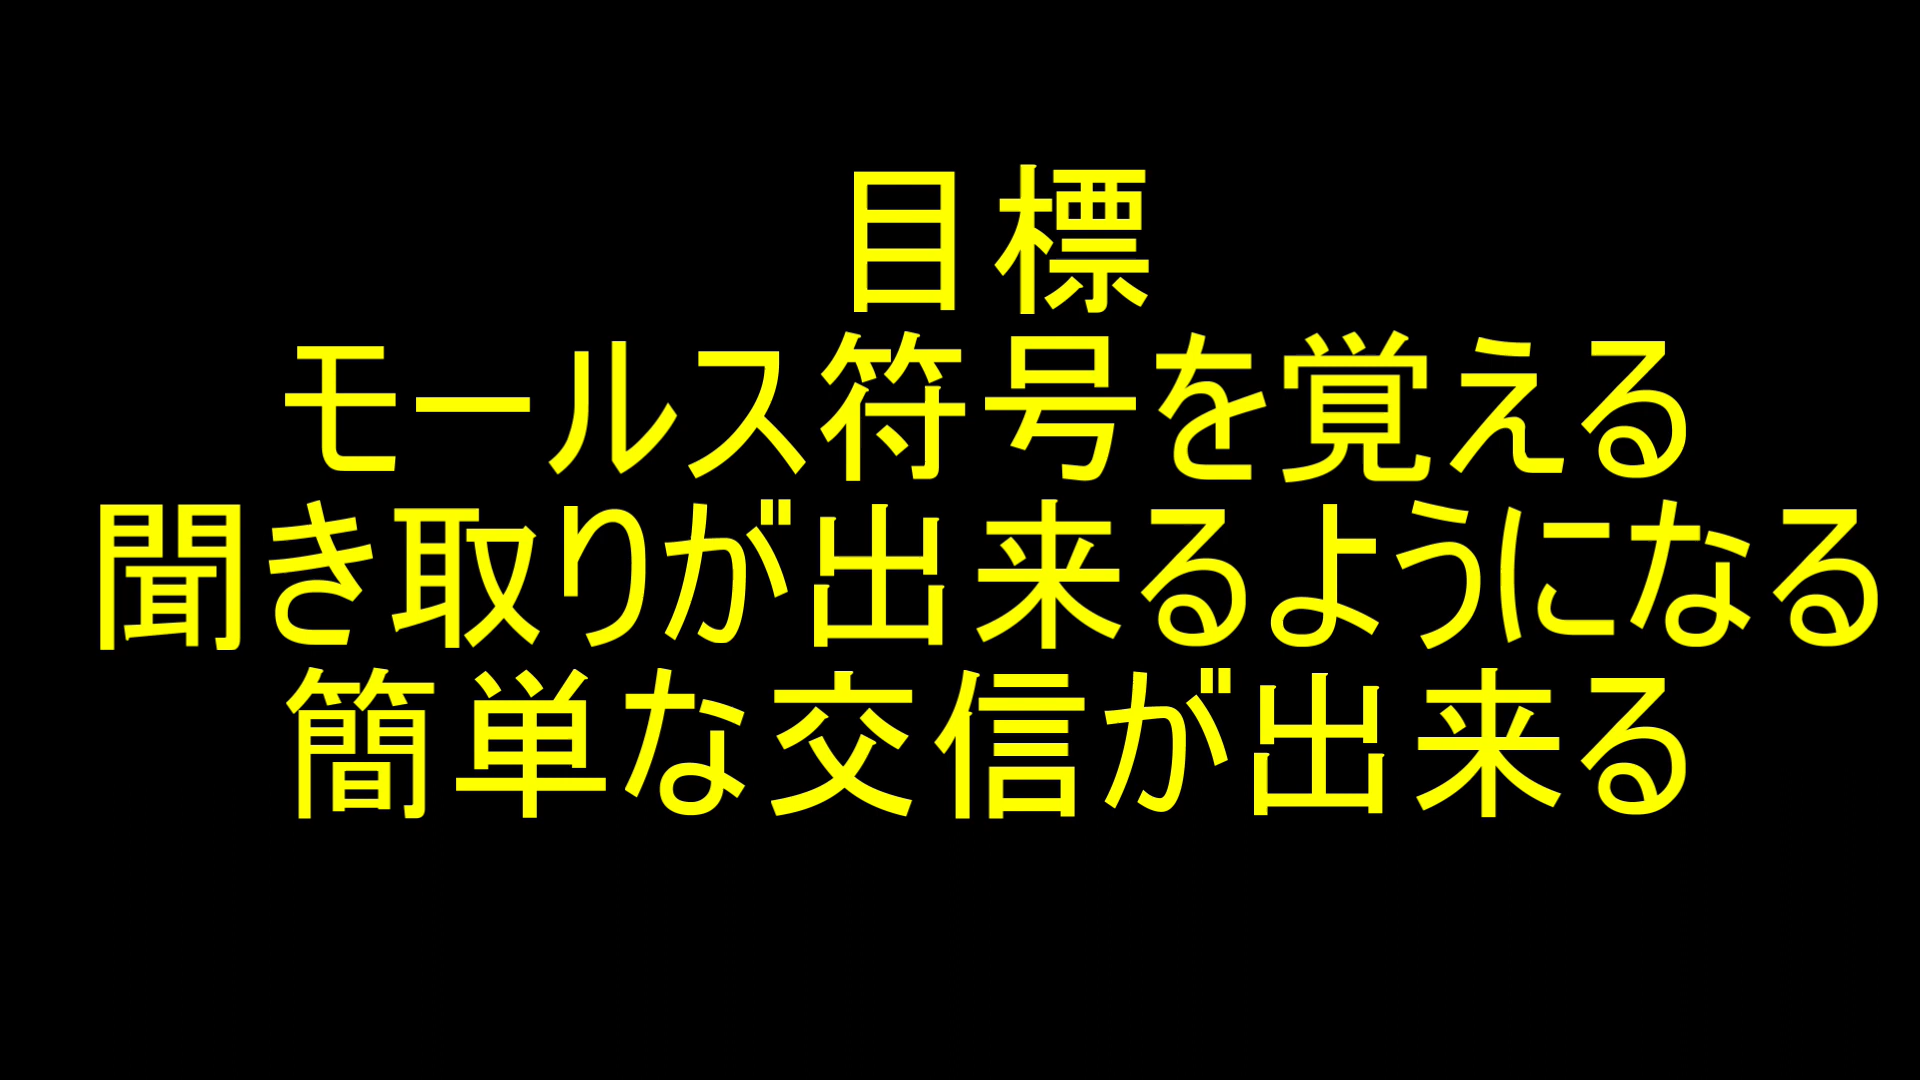 目標
モールス符号を覚える
聞き取りが出来るようになる
簡単な交信が出来る